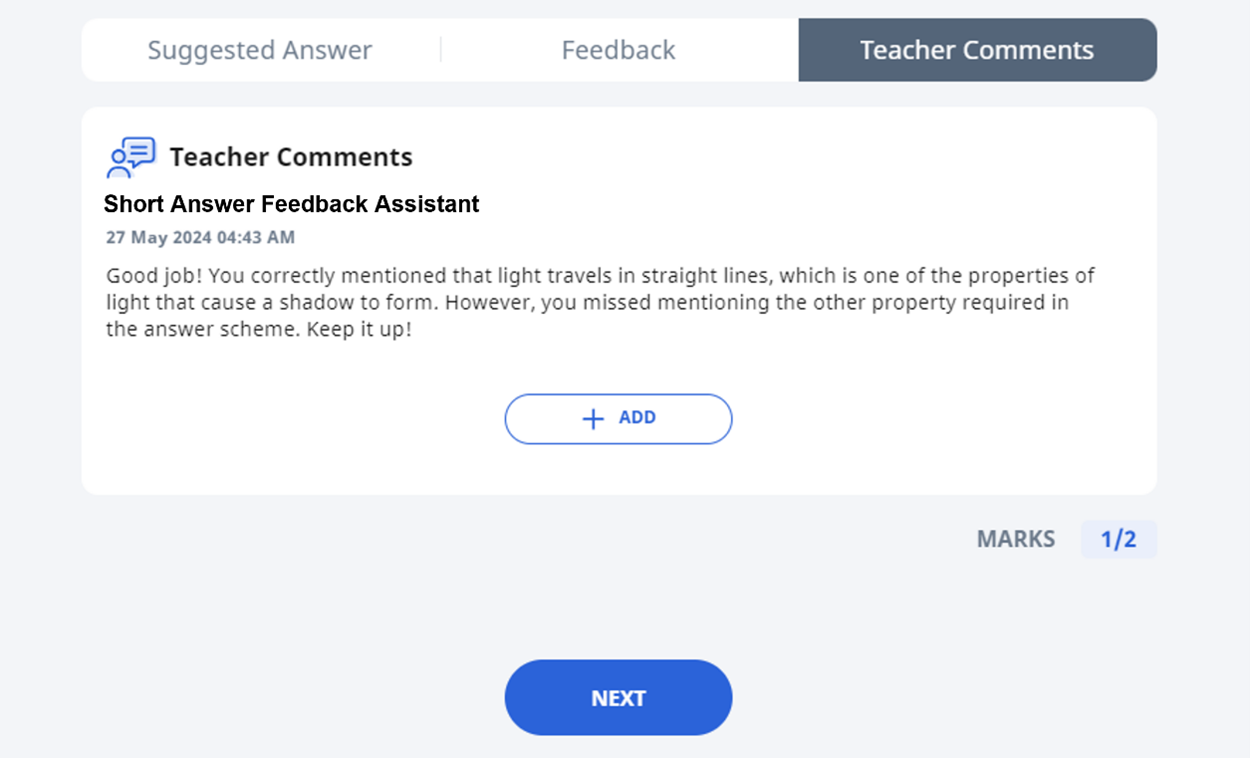 Suggested Answer
Feedback
Teacher Comments
Teacher Comments
Short Answer Feedback Assistant
27 May 2024 04:43 AM
Good job! You correctly mentioned that light travels in straight lines, which is one of the properties of
light that cause a shadow to form. However, you missed mentioning the other property required in
the answer scheme. Keep it up!
+ ADD
MARKS 1/2
NEXT